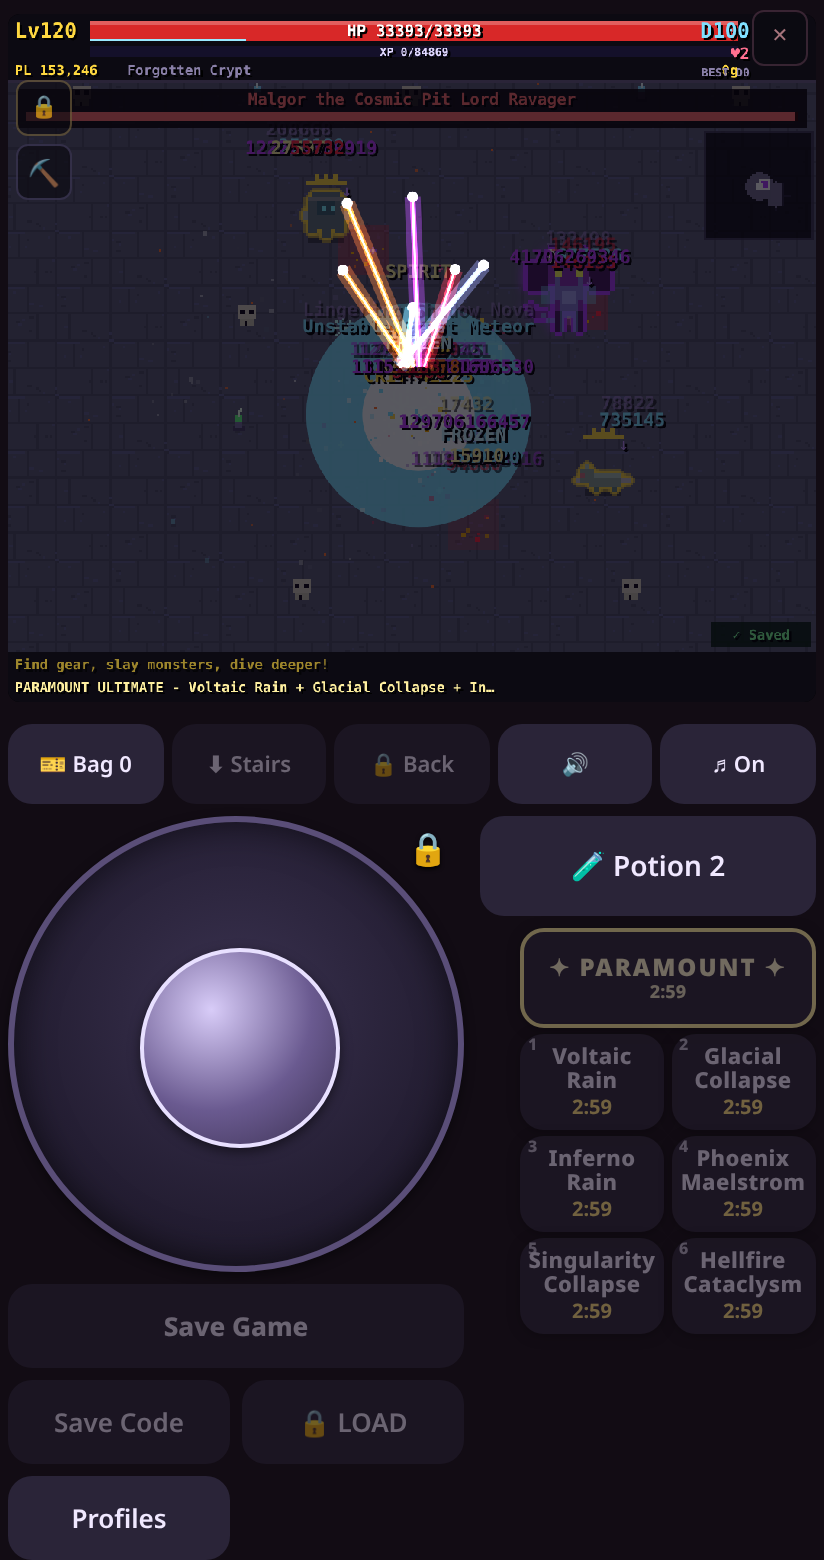 Lv120
HP 33393/33393
D100
×
XP 0/84869
♥2
PL 153,246
Forgotten Crypt
Malgor the Cosmic Pit Lord Ravager
SPIRIT
78822
735145
17432
129706166457
FROZEN
✓ Saved
Find gear, slay monsters, dive deeper!
PARAMOUNT ULTIMATE - Voltaic Rain + Glacial Collapse + In…
Bag 0
Stairs
Back
♬ On
Potion 2
✦ PARAMOUNT ✦
2:59
1
Voltaic
Rain
2:59
2
Glacial
Collapse
2:59
3
Inferno
Rain
2:59
4
Phoenix
Maelstrom
2:59
5
Singularity
Collapse
2:59
6
Hellfire
Cataclysm
2:59
Save Game
Save Code
LOAD
Profiles